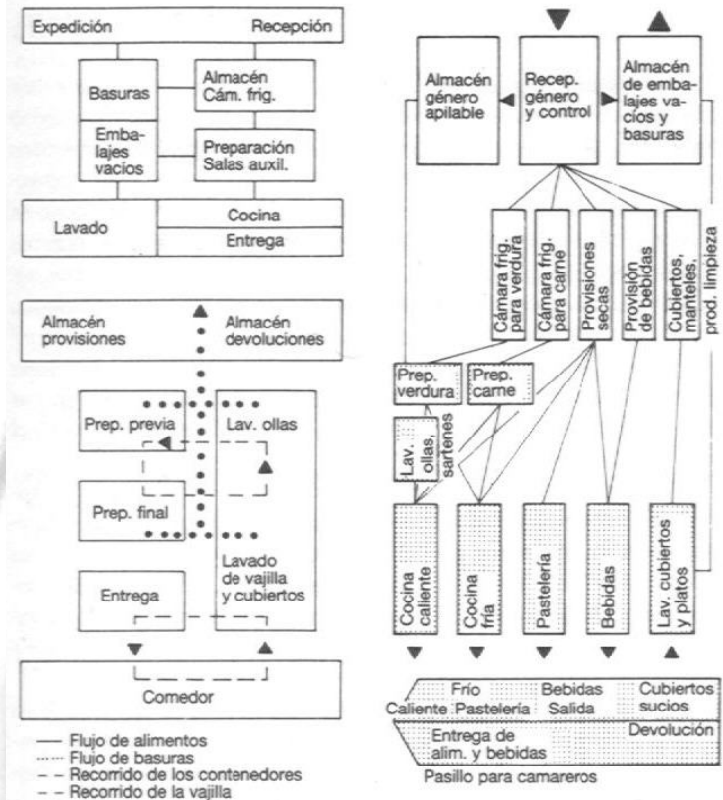 Expedición
Recepción
Basuras
Almacén
Cám. frig.
Emba-
lajes
vacios
Preparación
Salas auxil.
Lavado
Cocina
Entrega
Almacén
provisiones
Almacén
devoluciones
Prep. previa
Lav. ollas
Prep. final
Entrega
Lavado
de vajilla
y cubiertos
Comedor
Flujo de alimentos
Flujo de basuras
Recorrido de los contenedores
Recorrido de la vajilla
Almacén
género
apilable
Recep.
género
y control
Almacén
de emba-
lajes va-
cíos y
basuras
Cámara frig.
para verdura
Cámara frig.
para carne
Provisiones
secas
Provisión
de bebidas
Cubiertos,
manteles,
prod. limpieza
Prep.
verdura
Prep.
carne
Lav.
ollas,
sartenes
Cocina
caliente
Cocina
fría
Pastelería
Bebidas
Lav. cubiertos
y platos
Frío
Bebidas
Cubiertos
Caliente
Pastelería
Salida
sucios
Entrega de
alim. y bebidas
Devolución
Pasillo para camareros